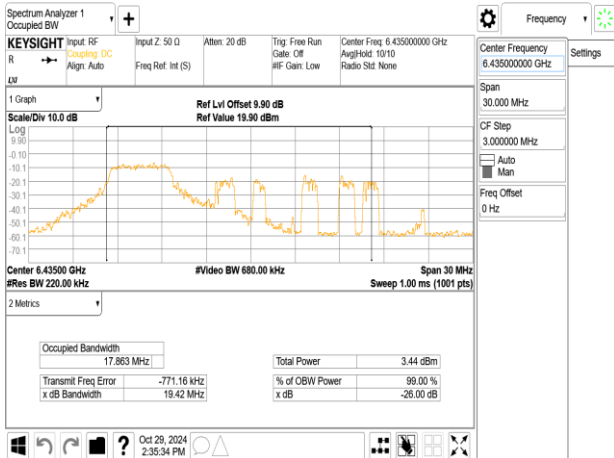 Spectrum Analyzer 1
Occupied BW
Frequency
KEYSIGHT
R
Input: RF
Coupling: DC
Align: Auto
Input Z: 50 Ω
Freq Ref: Int (S)
Atten: 20 dB
Trig: Free Run
Gate: Off
#IF Gain: Low
Center Freq: 6.435000000 GHz
Avg|Hold: 10/10
Radio Std: None
Center Frequency
6.435000000 GHz
Settings
Span
30.000 MHz
CF Step
3.000000 MHz
Auto
Man
Freq Offset
0 Hz
1 Graph
Scale/Div 10.0 dB
Ref Lvl Offset 9.90 dB
Ref Value 19.90 dBm
Log
9.90
-0.10
-10.1
-20.1
-30.1
-40.1
-50.1
-60.1
-70.1
Center 6.43500 GHz
#Video BW 680.00 kHz
Span 30 MHz
#Res BW 220.00 kHz
Sweep 1.00 ms (1001 pts)
2 Metrics
Occupied Bandwidth
17.863 MHz
Total Power
3.44 dBm
Transmit Freq Error
-771.16 kHz
% of OBW Power
99.00 %
x dB Bandwidth
19.42 MHz
x dB
-26.00 dB
?
Oct 29, 2024
2:35:34 PM